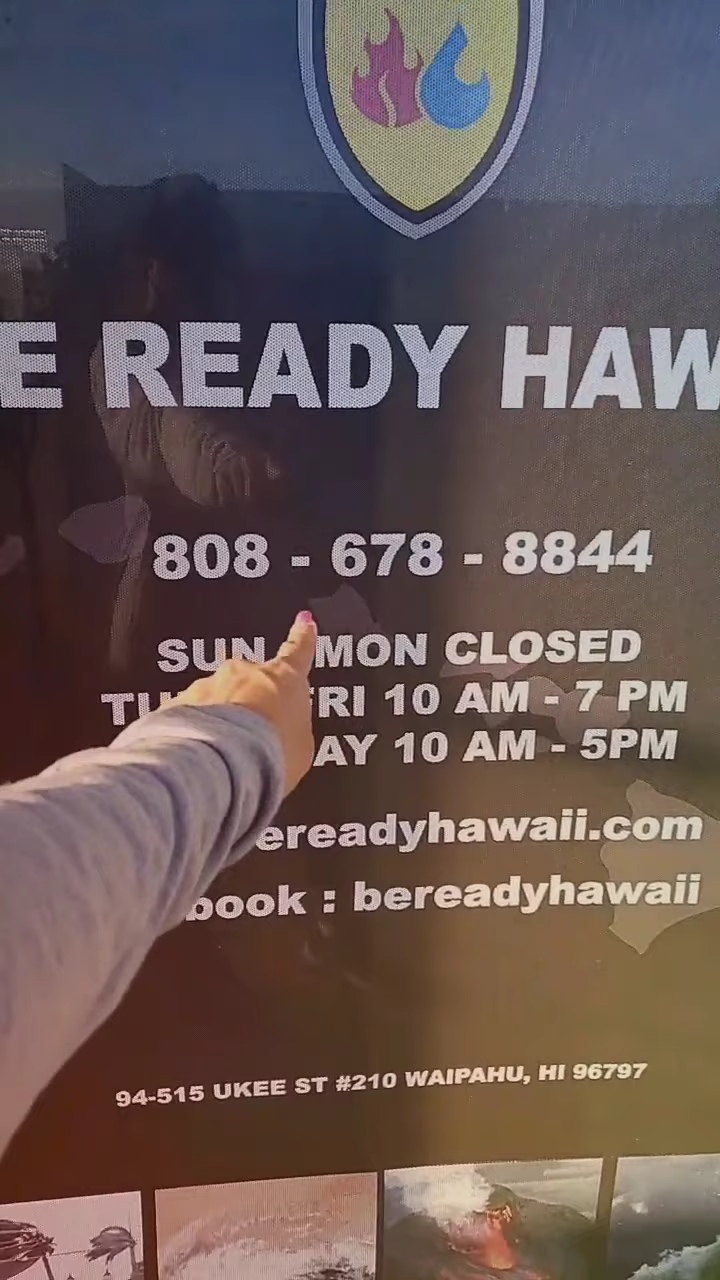 E READY HAW
808 - 678 - 8844
SUN MON CLOSED
TU FRI 10 AM - 7 PM
AY 10 AM - 5PM
ereadyhawaii.com
book : bereadyhawaii
94-515 UKEE ST #210 WAIPAHU, HI 96797